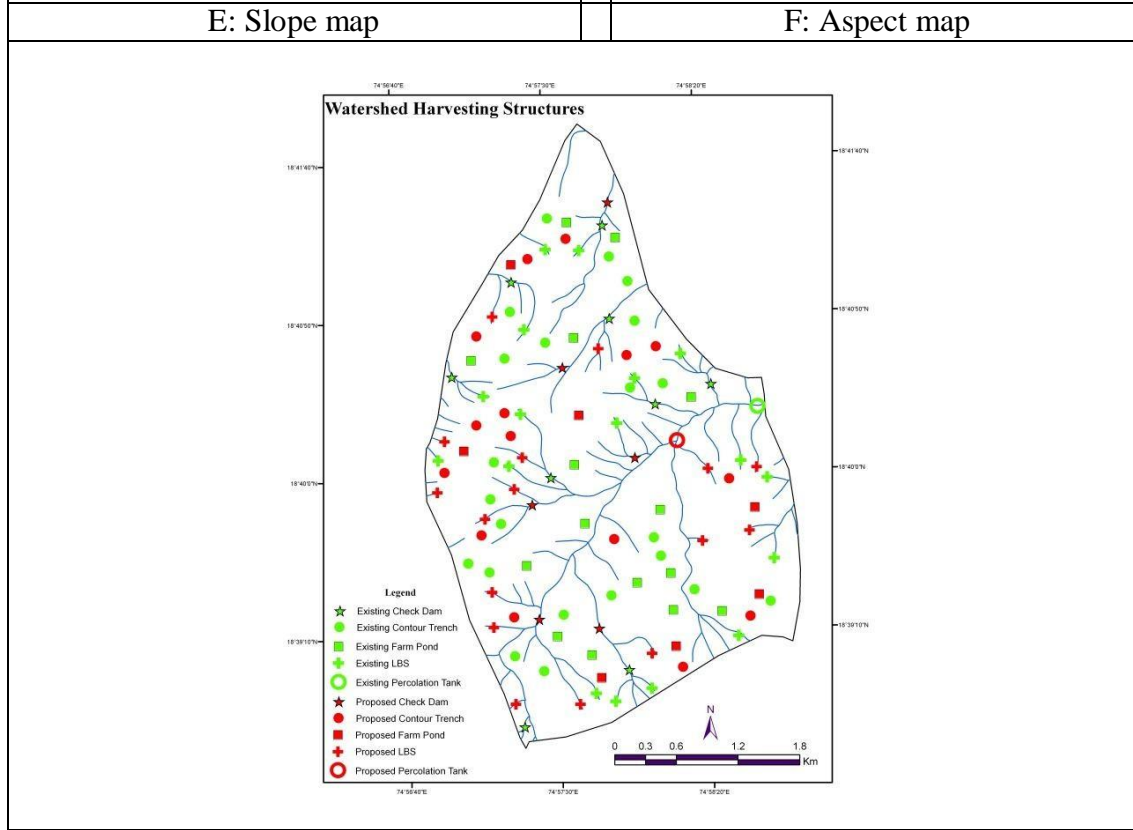 E: Slope map
F: Aspect map
74°56'40"E
74°57'30"E
74°58'20"E
Watershed Harvesting Structures
18°41'40"N
18°41'40"N
18°40'50"N
18°40'50"N
18°40'0"N
18°40'0"N
18°39'10"N
18°39'10"N
Legend
Existing Check Dam
Existing Contour Trench
Existing Farm Pond
Existing LBS
Existing Percolation Tank
Proposed Check Dam
Proposed Contour Trench
Proposed Farm Pond
Proposed LBS
Proposed Percolation Tank
N
0 0.3 0.6 1.2 1.8
Km
74°56'40"E
74°57'30"E
74°58'20"E